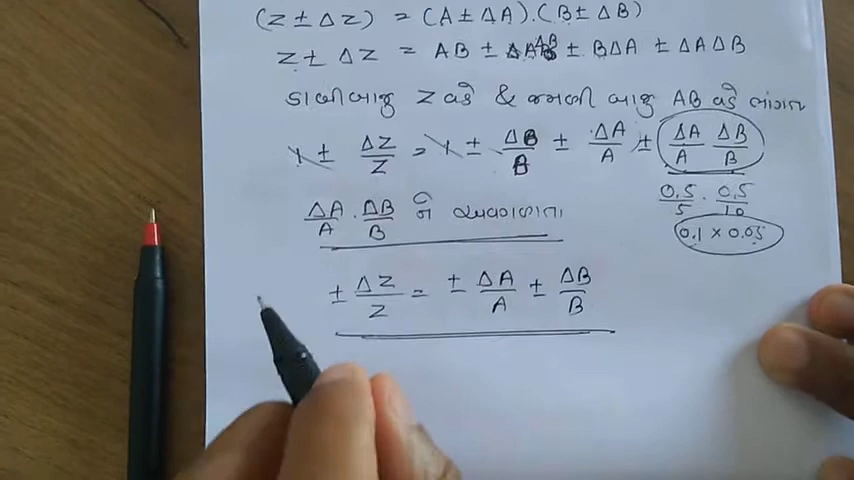 (Z ± ΔZ) = (A ± ΔA).(B ± ΔB)
Z ± ΔZ = AB ± AΔB ± BΔA ± ΔAΔB
ડાબીબાજુ Z વડે & જમણી બાજુ AB વડે ભાગતા
1 ± ΔZ/Z = 1 ± ΔB/B ± ΔA/A ± ΔA/A ΔB/B
0.5/5 . 0.5/10
ΔA/A . ΔB/B ને અવગણતા
0.1 × 0.05
± ΔZ/Z = ± ΔA/A ± ΔB/B